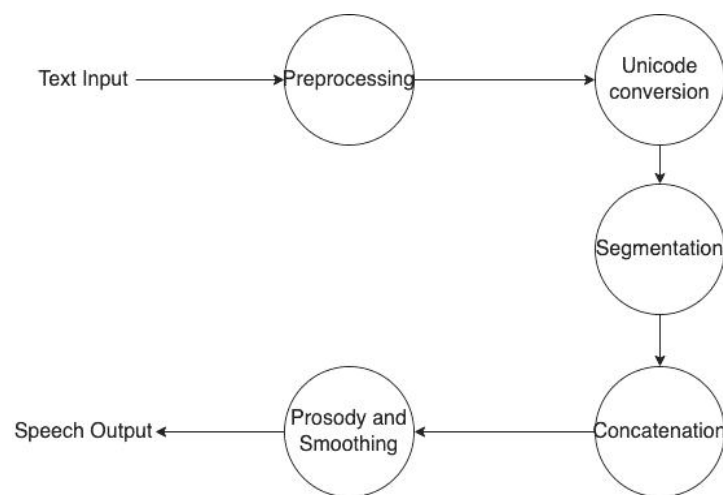 Text Input
Preprocessing
Unicode
conversion
Segmentation
Concatenation
Prosody and
Smoothing
Speech Output